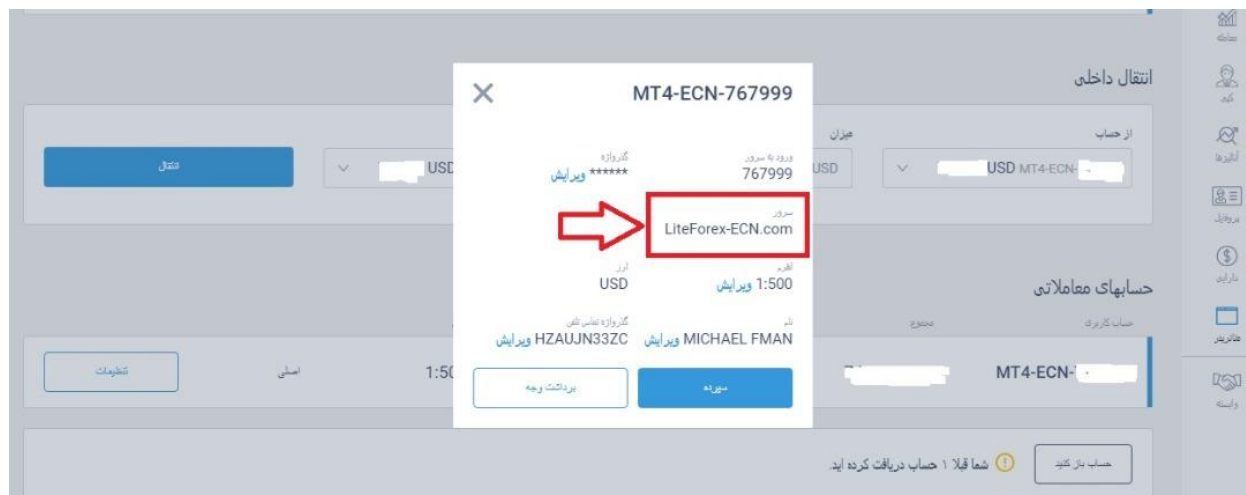 معامله
انتقال داخلی
کپی
از حساب
میزان
آنالیزها
USD MT4-ECN-
USD
USD
انتقال
پروفایل
دارایی
حسابهای معاملاتی
متاتریدر
حساب کاربری
مجموع
MT4-ECN-
1:50
اصلی
تنظیمات
وابسته
حساب باز کنید
شما قبلا ۱ حساب دریافت کرده اید.
MT4-ECN-767999
ورود به سرور
گذرواژه
767999
****** ویرایش
سرور
LiteForex-ECN.com
اهرم
ارز
1:500 ویرایش
USD
نام
گذرواژه تماس تلفن
MICHAEL FMAN ویرایش
HZAUJN33ZC ویرایش
سپرده
برداشت وجه